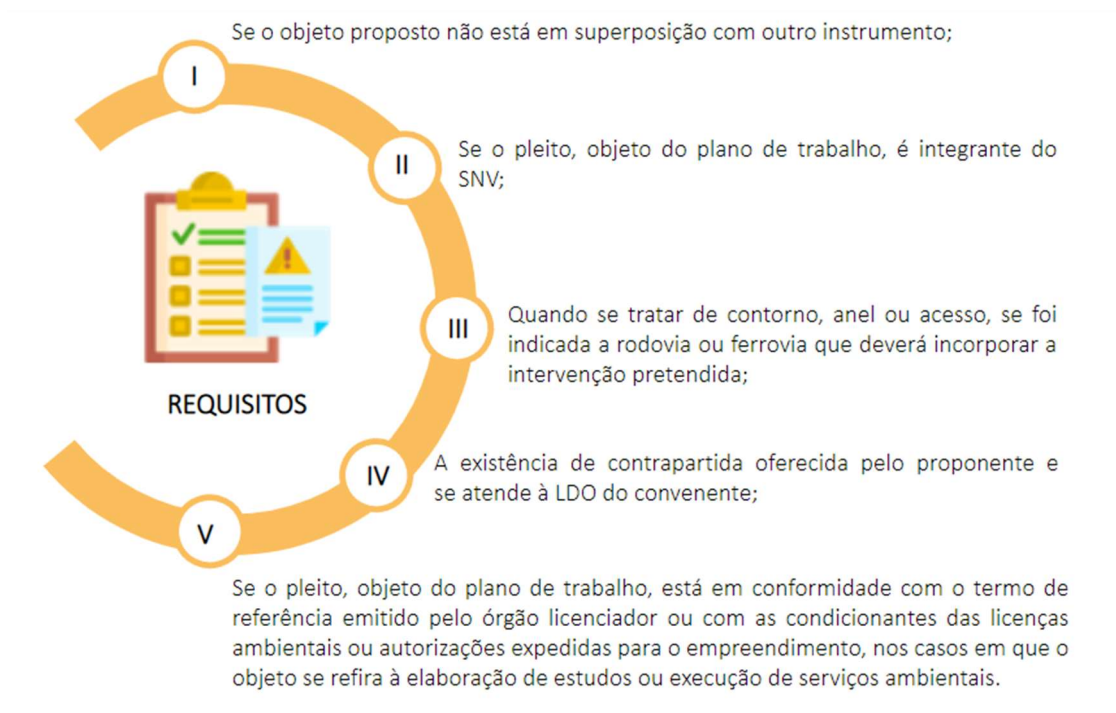 Se o objeto proposto não está em superposição com outro instrumento;
I
Se o pleito, objeto do plano de trabalho, é integrante do
SNV;
II
Quando se tratar de contorno, anel ou acesso, se foi
indicada a rodovia ou ferrovia que deverá incorporar a
intervenção pretendida;
III
REQUISITOS
A existência de contrapartida oferecida pelo proponente e
se atende à LDO do convenente;
IV
V
Se o pleito, objeto do plano de trabalho, está em conformidade com o termo de
referência emitido pelo órgão licenciador ou com as condicionantes das licenças
ambientais ou autorizações expedidas para o empreendimento, nos casos em que o
objeto se refira à elaboração de estudos ou execução de serviços ambientais.